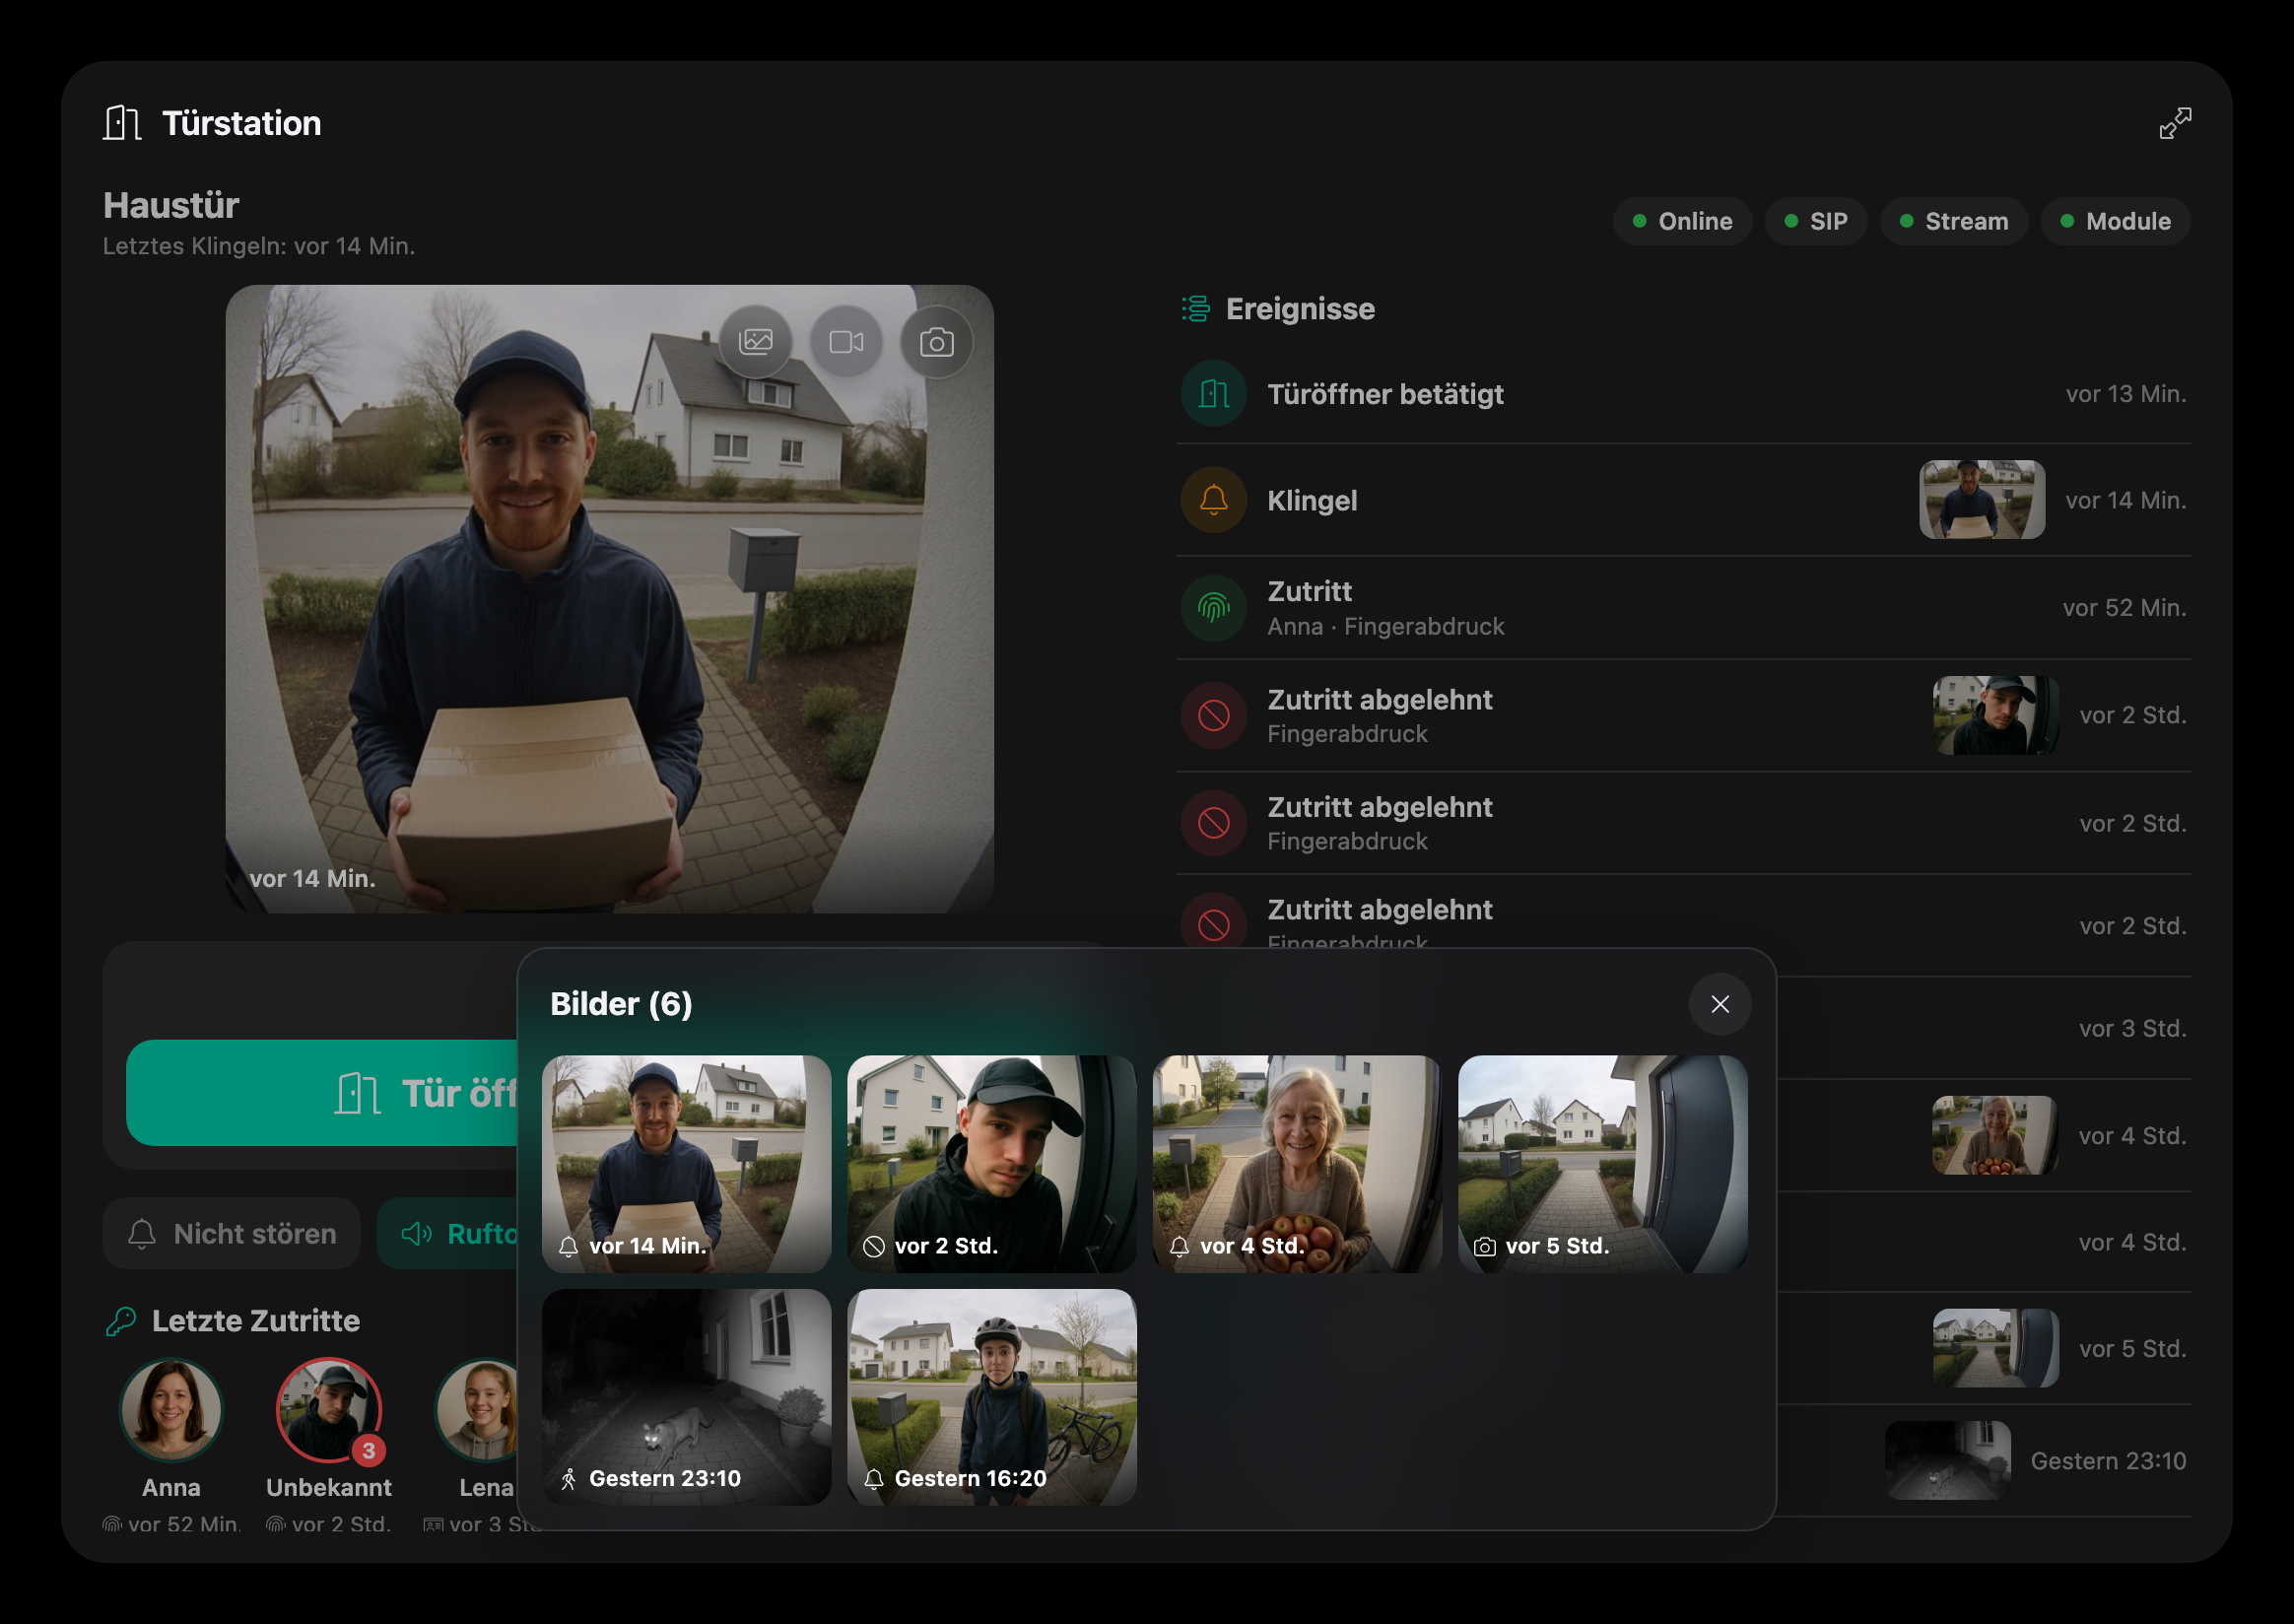 Türstation
Haustür
Letztes Klingeln: vor 14 Min.
Online
SIP
Stream
Module
vor 14 Min.
Ereignisse
Türöffner betätigt
vor 13 Min.
Klingel
vor 14 Min.
Zutritt
Anna · Fingerabdruck
vor 52 Min.
Zutritt abgelehnt
Fingerabdruck
vor 2 Std.
Zutritt abgelehnt
Fingerabdruck
vor 2 Std.
Zutritt abgelehnt
Fingerabdruck
vor 2 Std.
vor 3 Std.
vor 4 Std.
vor 4 Std.
vor 5 Std.
Gestern 23:10
Tür öff
Nicht stören
Rufto
Letzte Zutritte
3
Anna
Unbekannt
Lena
vor 52 Min.
vor 2 Std.
vor 3 Std.
Bilder (6)
vor 14 Min.
vor 2 Std.
vor 4 Std.
vor 5 Std.
Gestern 23:10
Gestern 16:20